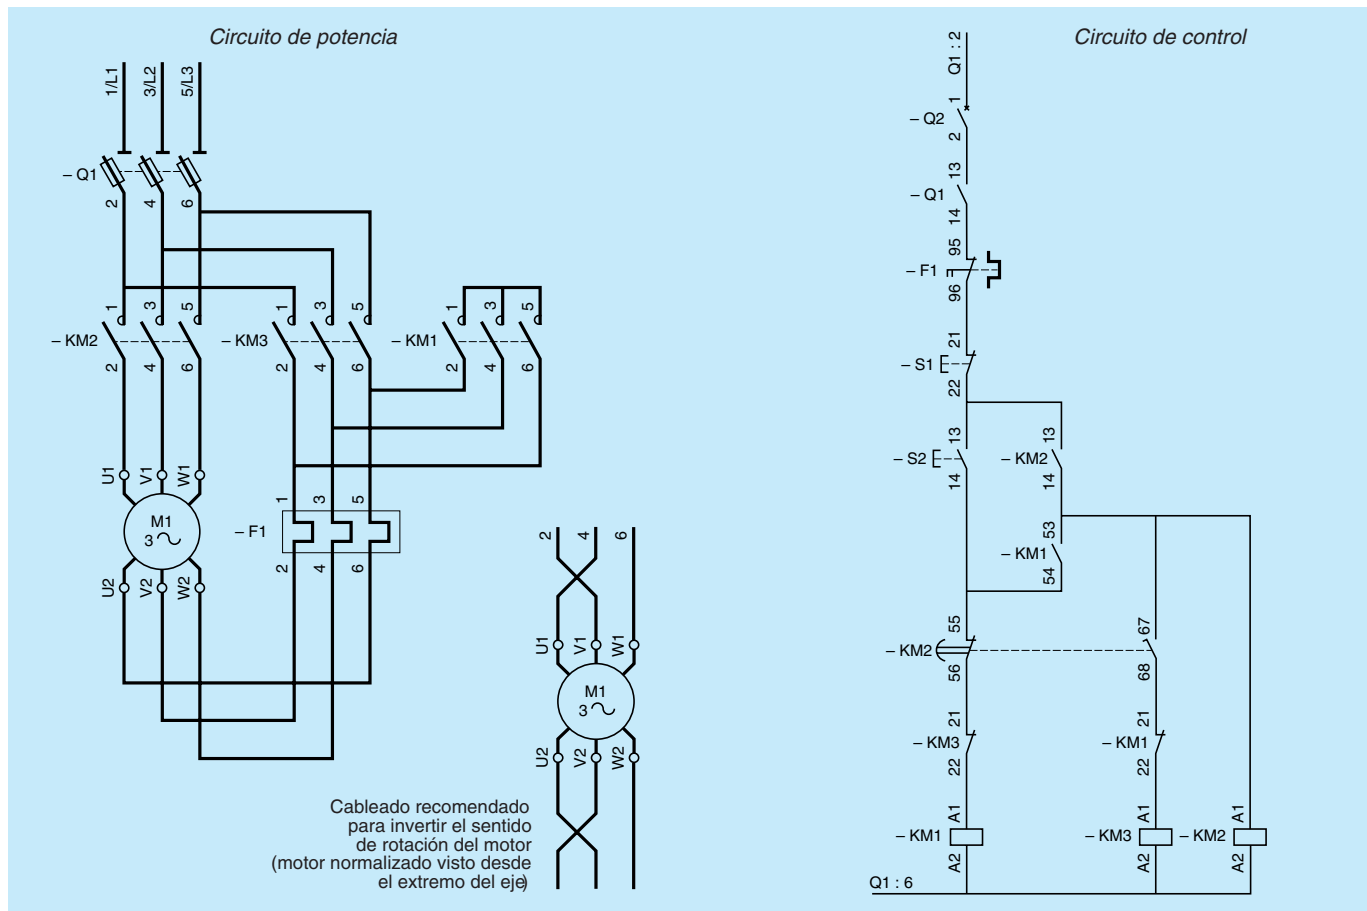 Circuito de potencia
1/L1
3/L2
5/L3
– Q1
2
4
6
1
3
5
– KM2
2
4
6
1
3
5
– KM3
2
4
6
1
3
5
– KM1
2
4
6
U1
V1
W1
M1
3
U2
V2
W2
1
3
5
– F1
2
4
6
2
4
6
U1
V1
W1
M1
3
U2
V2
W2
Cableado recomendado
para invertir el sentido
de rotación del motor
(motor normalizado visto desde
el extremo del eje)
Circuito de control
Q1 : 2
1
– Q2
2
13
– Q1
14
95
– F1
96
21
– S1
22
13
– S2
14
13
– KM2
14
53
– KM1
54
55
– KM2
56
67
68
21
– KM3
22
21
– KM1
22
A1
– KM1
A2
A1
– KM3
A2
A1
– KM2
A2
Q1 : 6